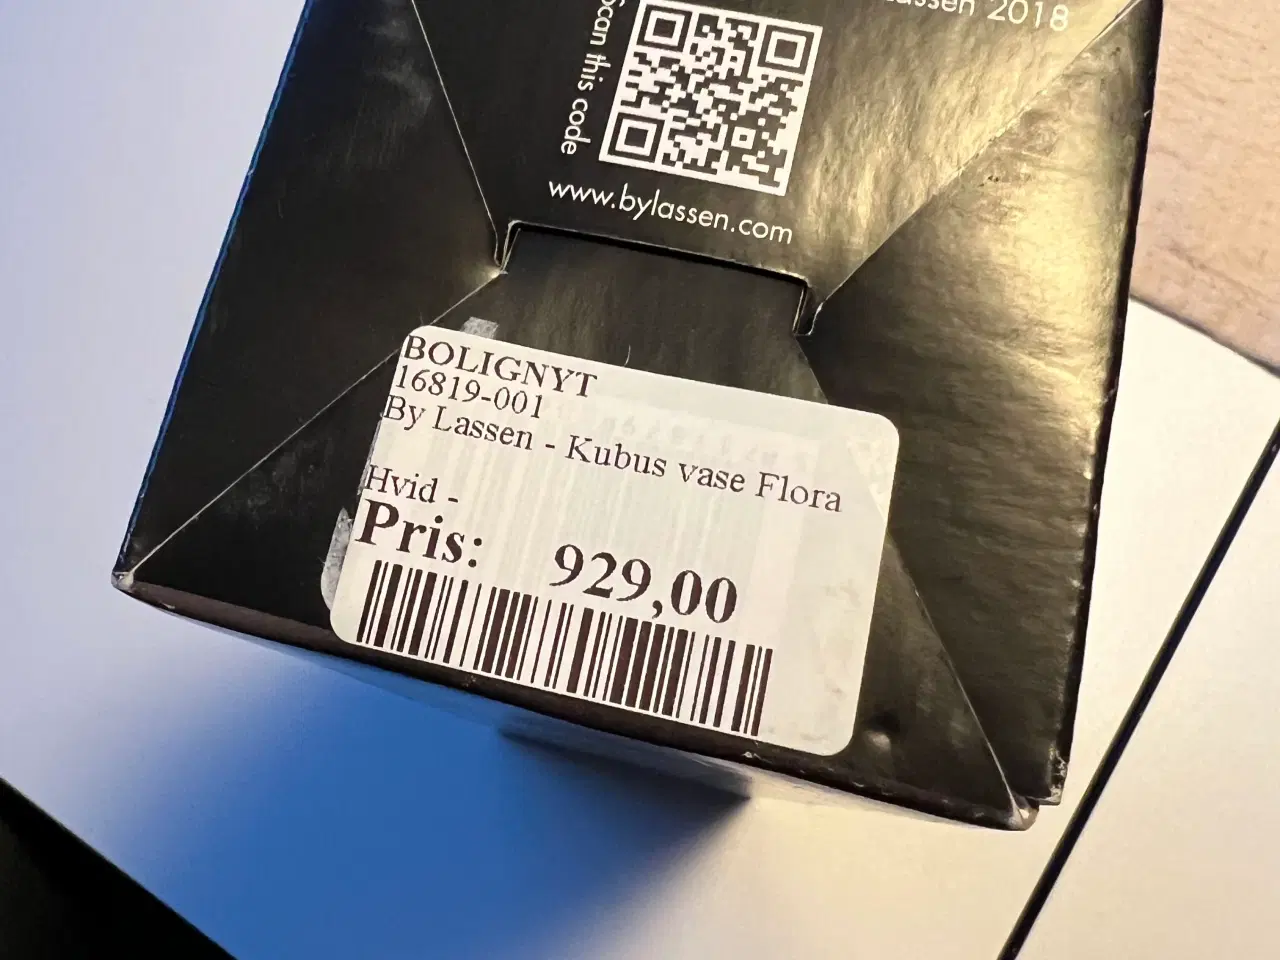 Lassen 2018
Scan this code
www.bylassen.com
BOLIGNYT
16819-001
By Lassen - Kubus vase Flora
Hvid -
Pris: 929,00